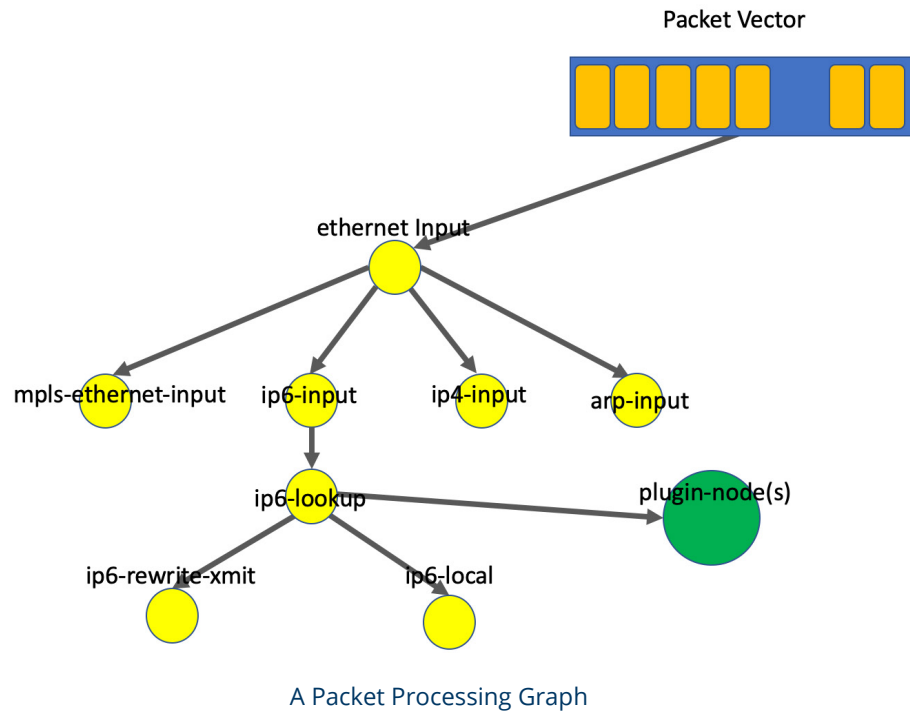 Packet Vector
ethernet Input
mpls-ethernet-input
ip6-input
ip4-input
arp-input
ip6-lookup
plugin-node(s)
ip6-rewrite-xmit
ip6-local
A Packet Processing Graph